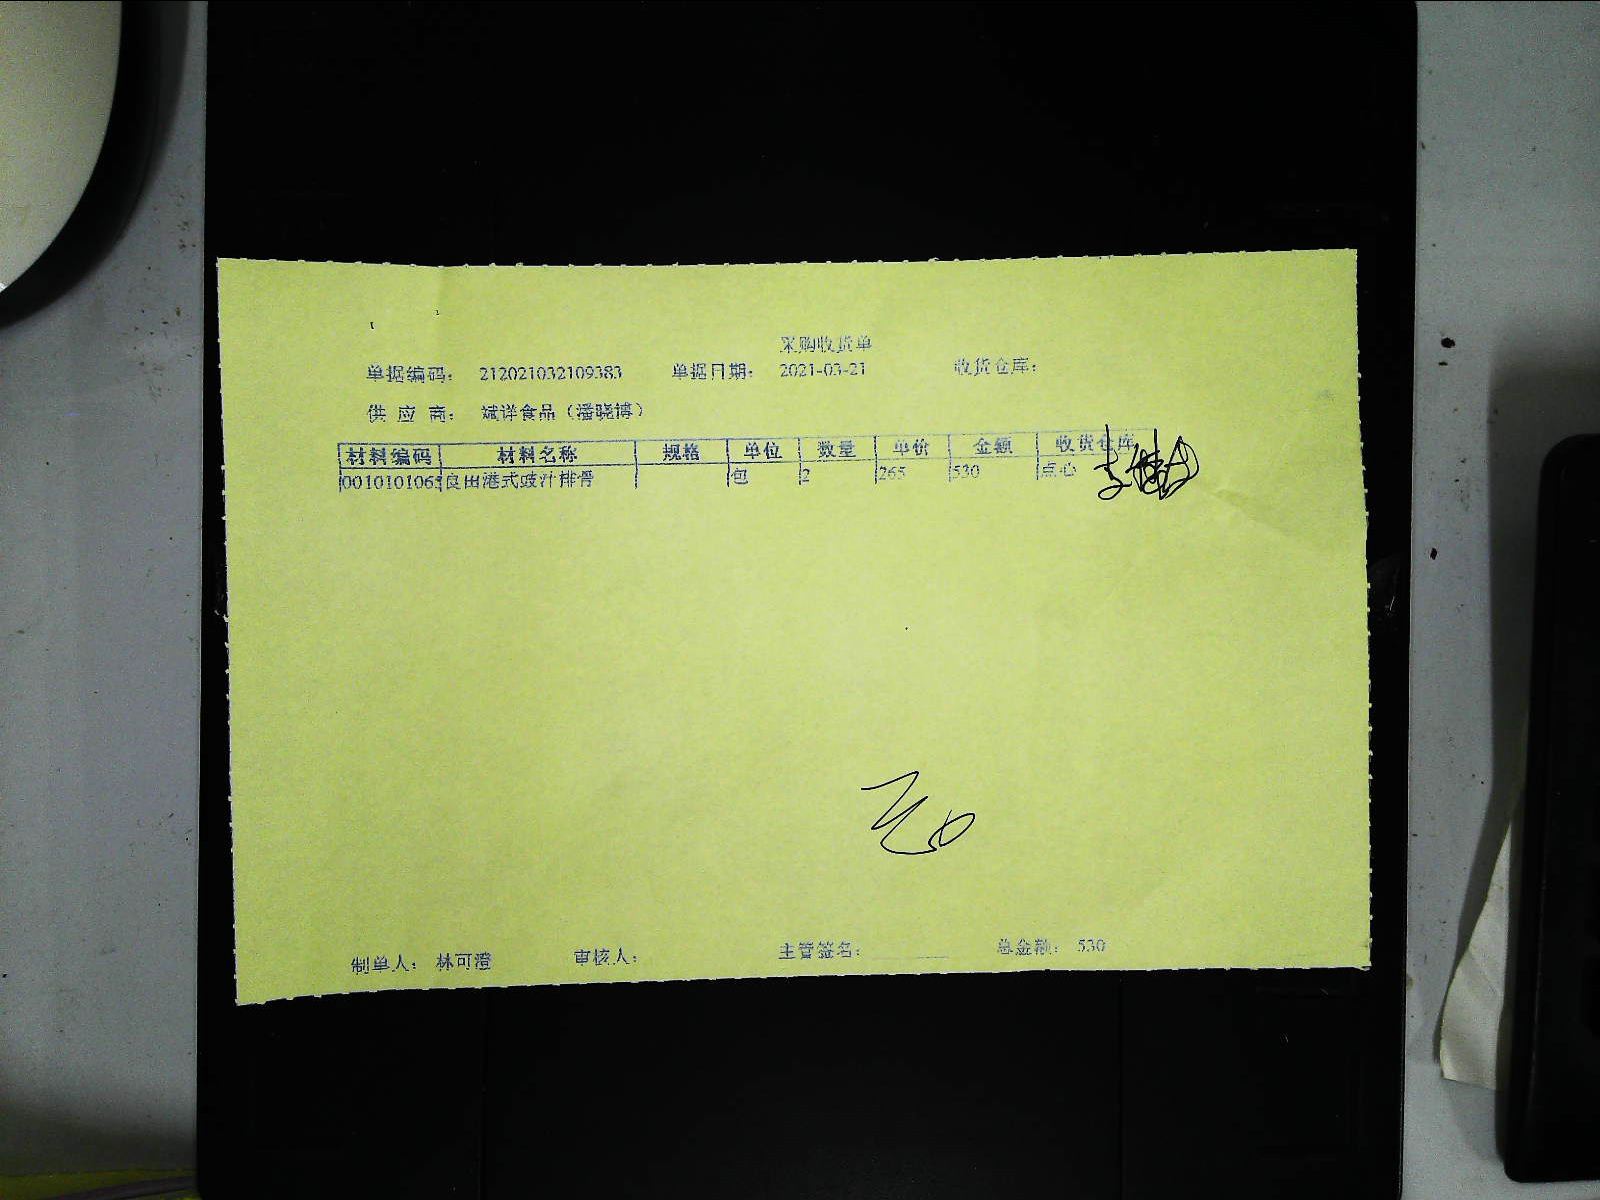 采购收货单
单据编码： 212021032109383 单据日期： 2021-03-21 收货仓库：
供 应 商： 斌详食品（潘晓博）
材料编码 材料名称 规格 单位 数量 单价 金额 收货仓库
0010101065 良田港式豉汁排骨 包 2 265 530 点心
制单人： 林可澄 审核人： 主管签名： 总金额： 530